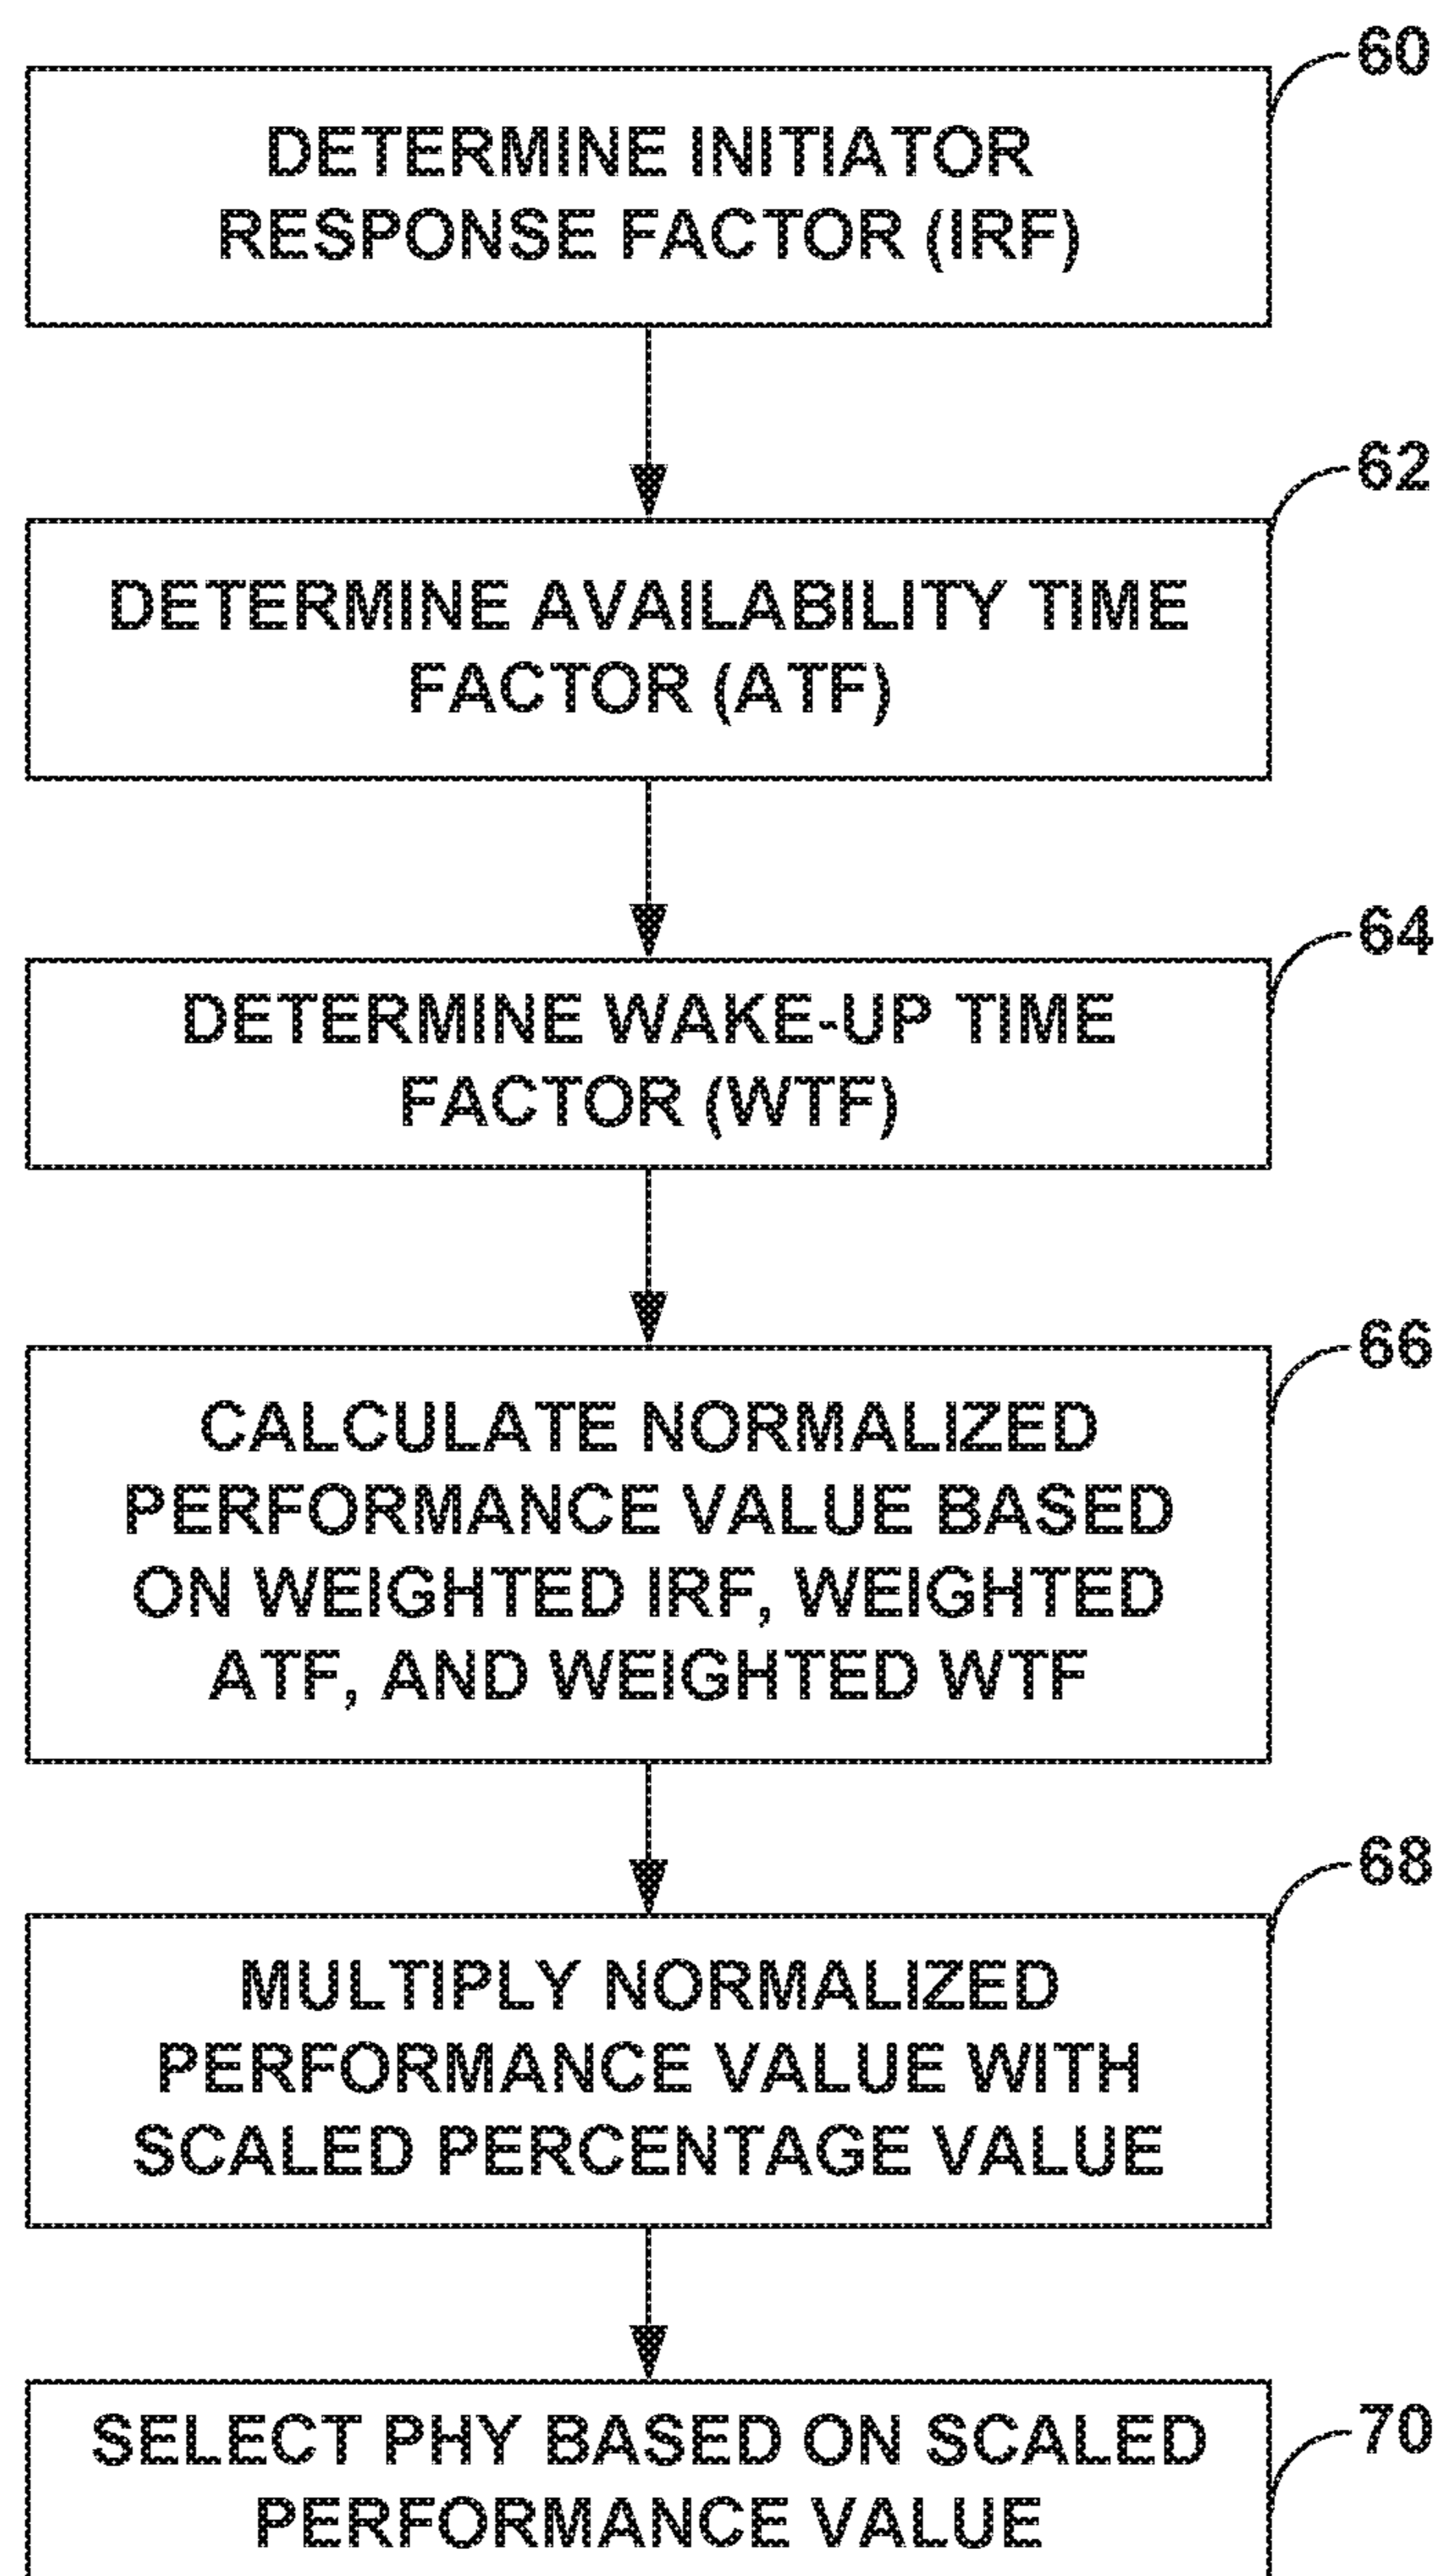 60
DETERMINE INITIATOR
RESPONSE FACTOR (IRF)
62
DETERMINE AVAILABILITY TIME
FACTOR (ATF)
64
DETERMINE WAKE-UP TIME
FACTOR (WTF)
66
CALCULATE NORMALIZED
PERFORMANCE VALUE BASED
ON WEIGHTED IRF, WEIGHTED
ATF, AND WEIGHTED WTF
68
MULTIPLY NORMALIZED
PERFORMANCE VALUE WITH
SCALED PERCENTAGE VALUE
70
SELECT PHY BASED ON SCALED
PERFORMANCE VALUE